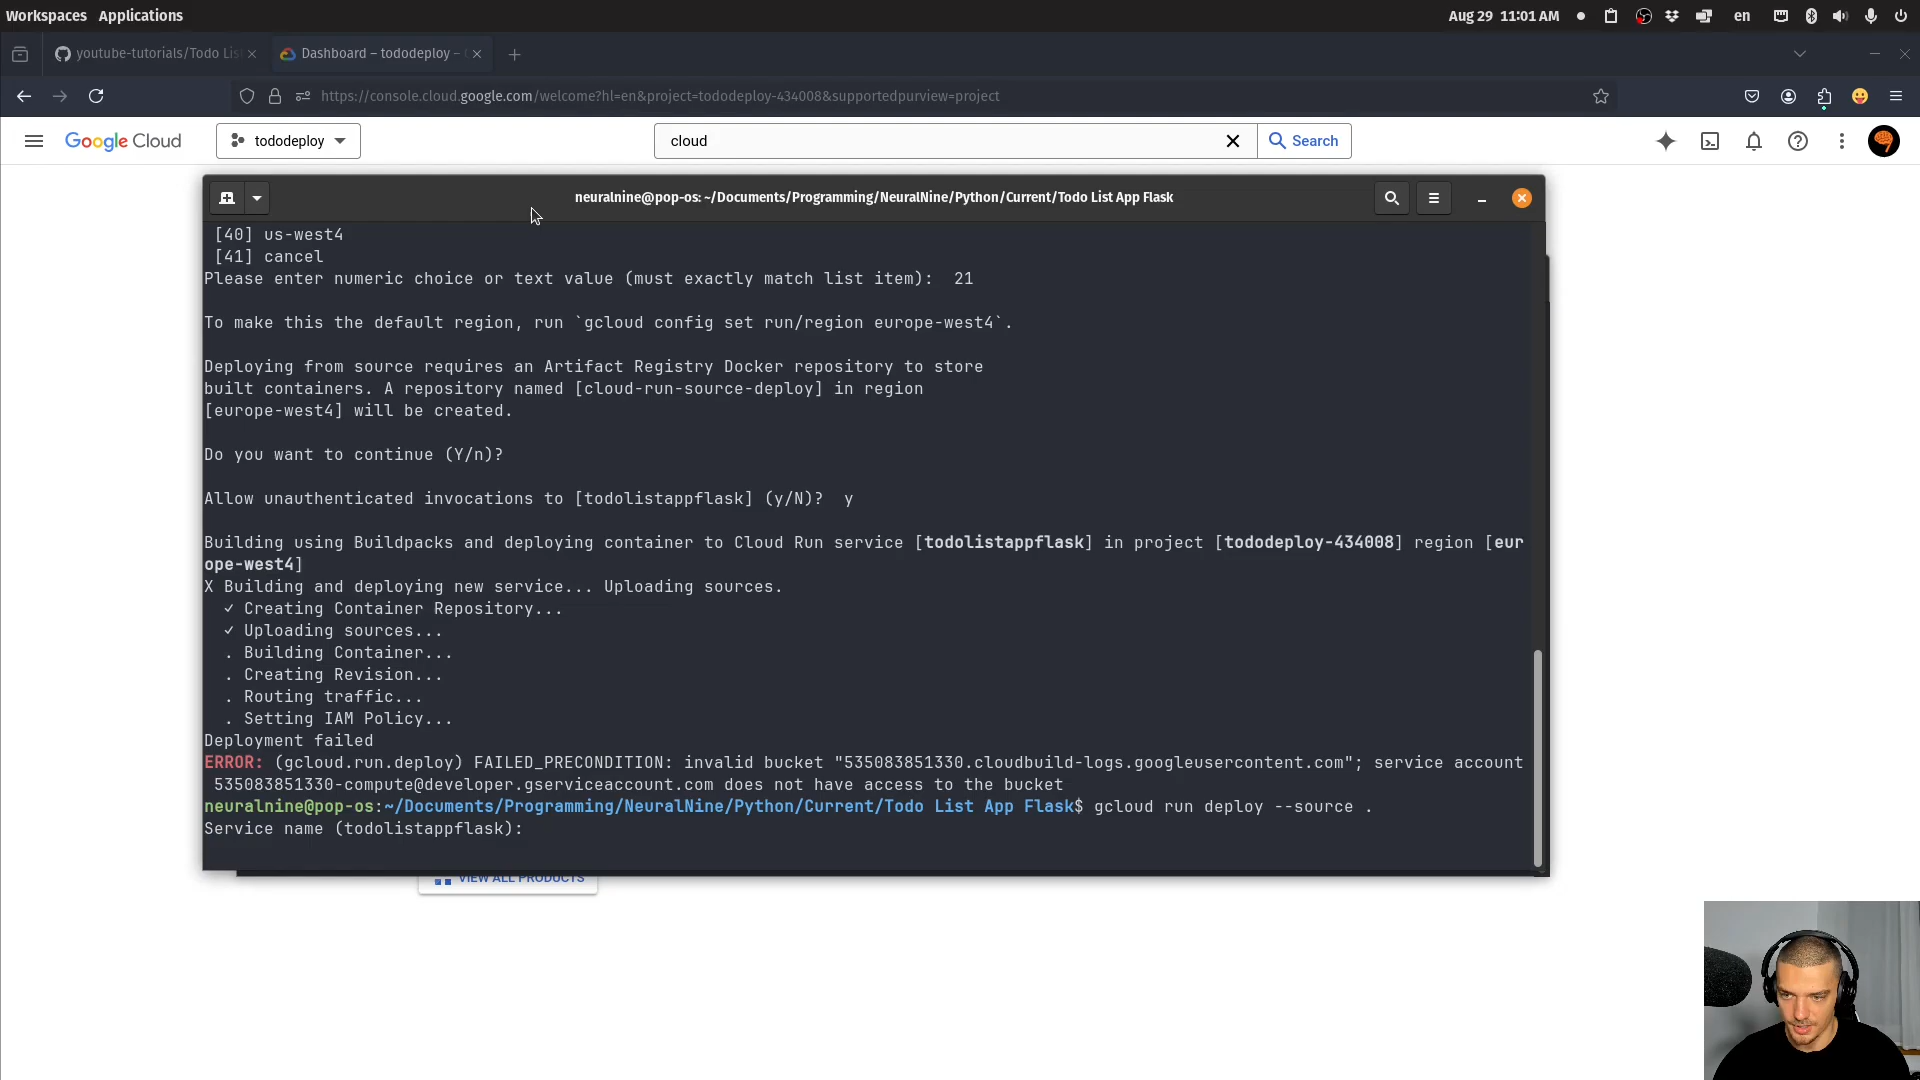 Workspaces Applications
Aug 29 11:01 AM
en
youtube-tutorials/Todo Lis
Dashboard – tododeploy –
https://console.cloud.google.com/welcome?hl=en&project=tododeploy-434008&supportedpurview=project
Google Cloud
tododeploy
cloud
Search
neuralnine@pop-os: ~/Documents/Programming/NeuralNine/Python/Current/Todo List App Flask
[40] us-west4
[41] cancel
Please enter numeric choice or text value (must exactly match list item):  21
To make this the default region, run `gcloud config set run/region europe-west4`.
Deploying from source requires an Artifact Registry Docker repository to store
built containers. A repository named [cloud-run-source-deploy] in region
[europe-west4] will be created.
Do you want to continue (Y/n)?
Allow unauthenticated invocations to [todolistappflask] (y/N)?  y
Building using Buildpacks and deploying container to Cloud Run service [todolistappflask] in project [tododeploy-434008] region [eur
ope-west4]
X Building and deploying new service... Uploading sources.
✓ Creating Container Repository...
✓ Uploading sources...
. Building Container...
. Creating Revision...
. Routing traffic...
. Setting IAM Policy...
Deployment failed
ERROR: (gcloud.run.deploy) FAILED_PRECONDITION: invalid bucket "535083851330.cloudbuild-logs.googleusercontent.com"; service account
535083851330-compute@developer.gserviceaccount.com does not have access to the bucket
neuralnine@pop-os:~/Documents/Programming/NeuralNine/Python/Current/Todo List App Flask$ gcloud run deploy --source .
Service name (todolistappflask):
VIEW ALL PRODUCTS